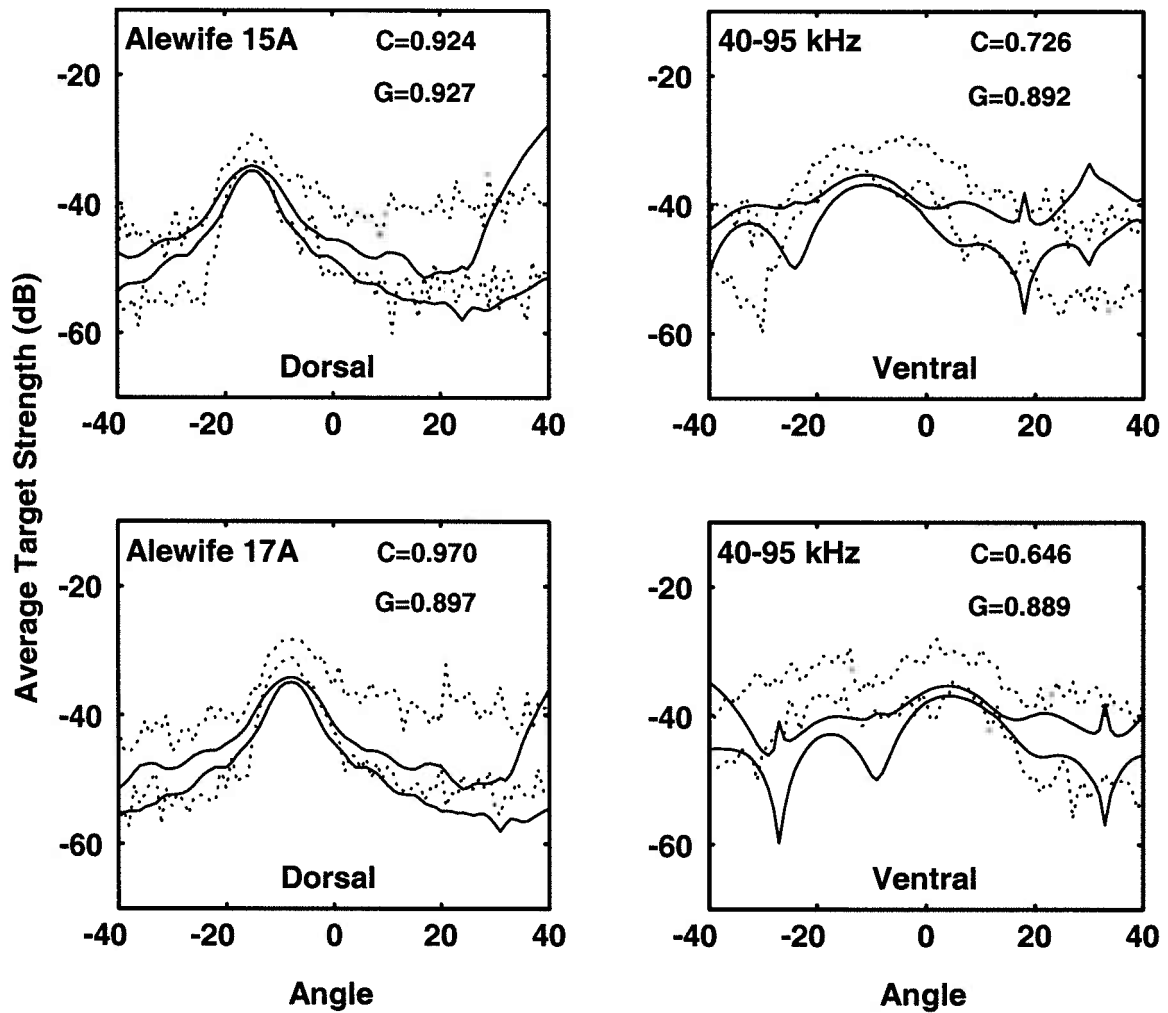 Average Target Strength (dB)
Alewife 15A
C=0.924
G=0.927
-20
-40
-60
Dorsal
-40 -20 0 20 40
40-95 kHz
C=0.726
G=0.892
-20
-40
-60
Ventral
-40 -20 0 20 40
Alewife 17A
C=0.970
G=0.897
-20
-40
-60
Dorsal
-40 -20 0 20 40
Angle
40-95 kHz
C=0.646
G=0.889
-20
-40
-60
Ventral
-40 -20 0 20 40
Angle